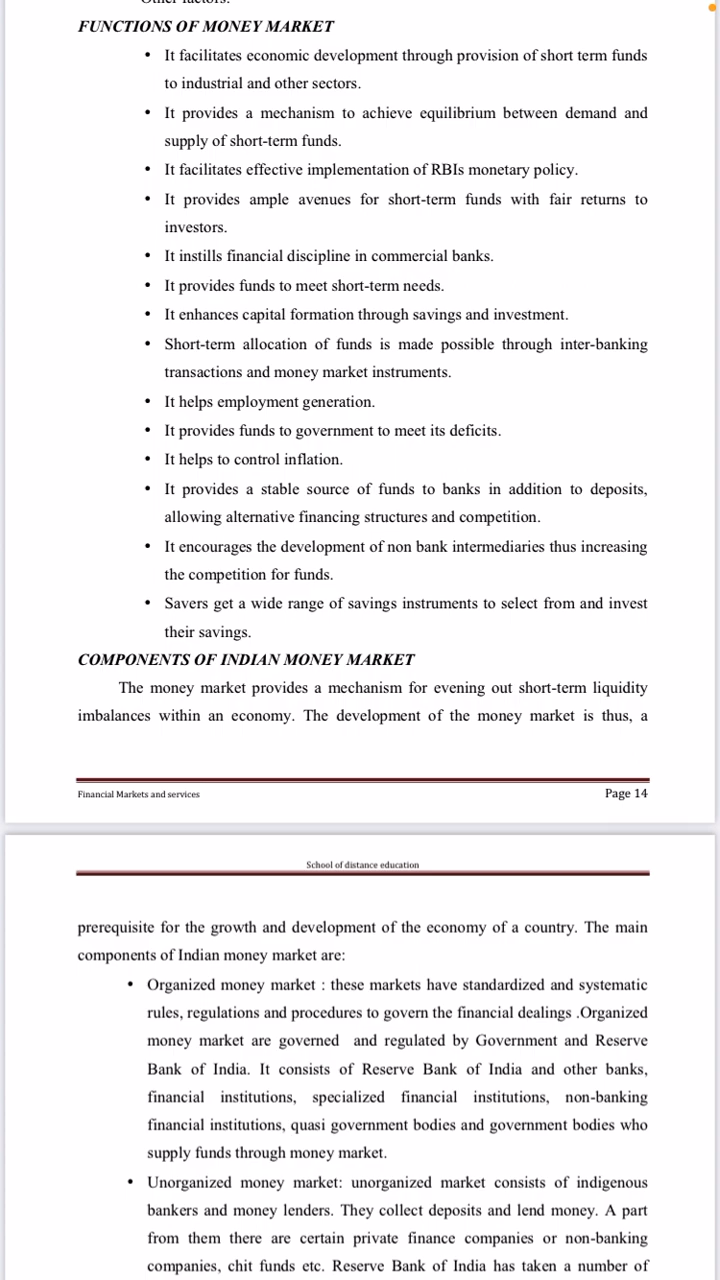 Other factors.
FUNCTIONS OF MONEY MARKET
• It facilitates economic development through provision of short term funds
to industrial and other sectors.
• It provides a mechanism to achieve equilibrium between demand and
supply of short-term funds.
• It facilitates effective implementation of RBIs monetary policy.
• It provides ample avenues for short-term funds with fair returns to
investors.
• It instills financial discipline in commercial banks.
• It provides funds to meet short-term needs.
• It enhances capital formation through savings and investment.
• Short-term allocation of funds is made possible through inter-banking
transactions and money market instruments.
• It helps employment generation.
• It provides funds to government to meet its deficits.
• It helps to control inflation.
• It provides a stable source of funds to banks in addition to deposits,
allowing alternative financing structures and competition.
• It encourages the development of non bank intermediaries thus increasing
the competition for funds.
• Savers get a wide range of savings instruments to select from and invest
their savings.
COMPONENTS OF INDIAN MONEY MARKET
The money market provides a mechanism for evening out short-term liquidity
imbalances within an economy. The development of the money market is thus, a
Financial Markets and services Page 14
School of distance education
prerequisite for the growth and development of the economy of a country. The main
components of Indian money market are:
• Organized money market : these markets have standardized and systematic
rules, regulations and procedures to govern the financial dealings .Organized
money market are governed and regulated by Government and Reserve
Bank of India. It consists of Reserve Bank of India and other banks,
financial institutions, specialized financial institutions, non-banking
financial institutions, quasi government bodies and government bodies who
supply funds through money market.
• Unorganized money market: unorganized market consists of indigenous
bankers and money lenders. They collect deposits and lend money. A part
from them there are certain private finance companies or non-banking
companies, chit funds etc. Reserve Bank of India has taken a number of